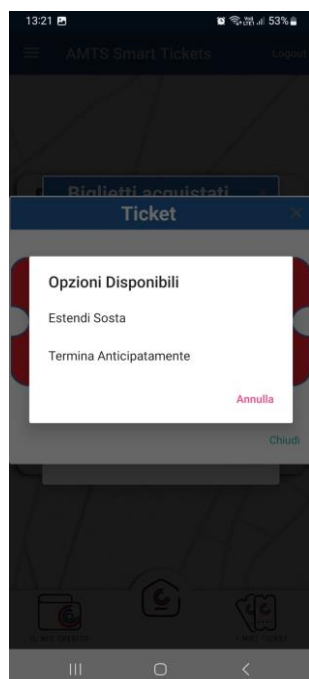 13:21
53%
AMTS Smart Tickets
Logout
Biglietti acquistati
Ticket
Opzioni Disponibili
Estendi Sosta
Termina Anticipatamente
Annulla
Chiudi